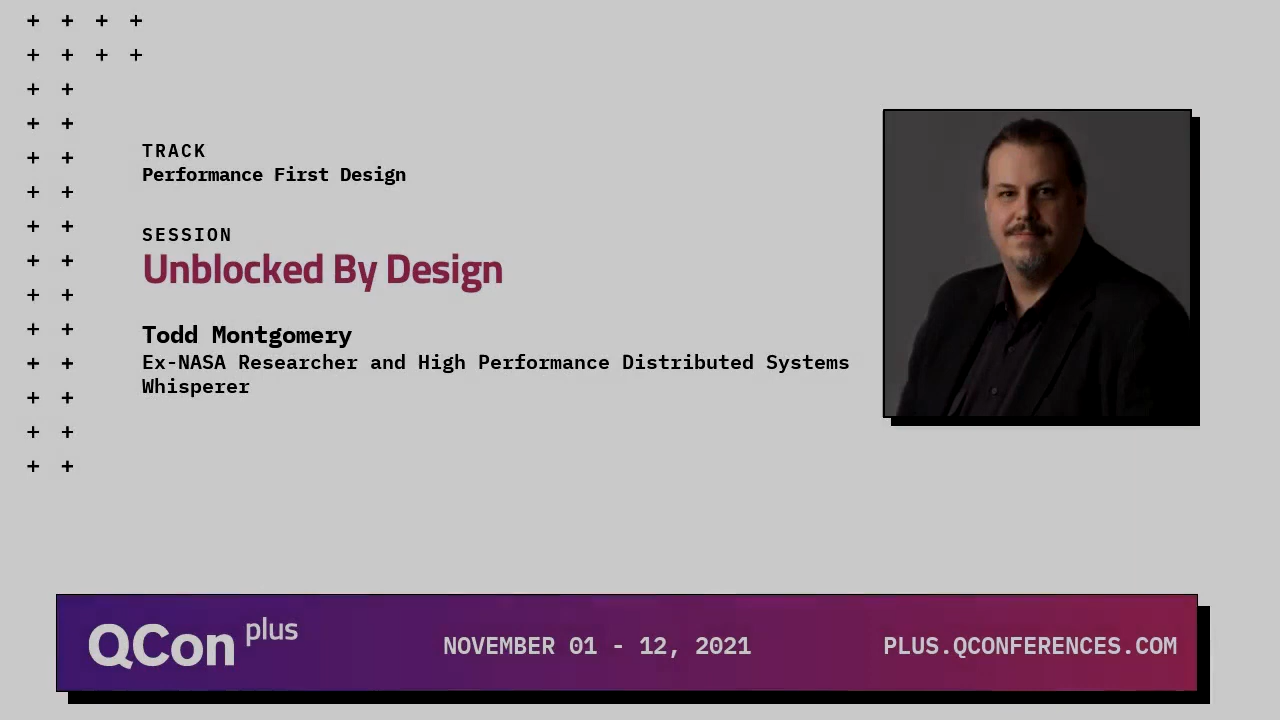 TRACK
Performance First Design
SESSION
Unblocked By Design
Todd Montgomery
Ex-NASA Researcher and High Performance Distributed Systems
Whisperer
QCon plus
NOVEMBER 01 - 12, 2021
PLUS.QCONFERENCES.COM